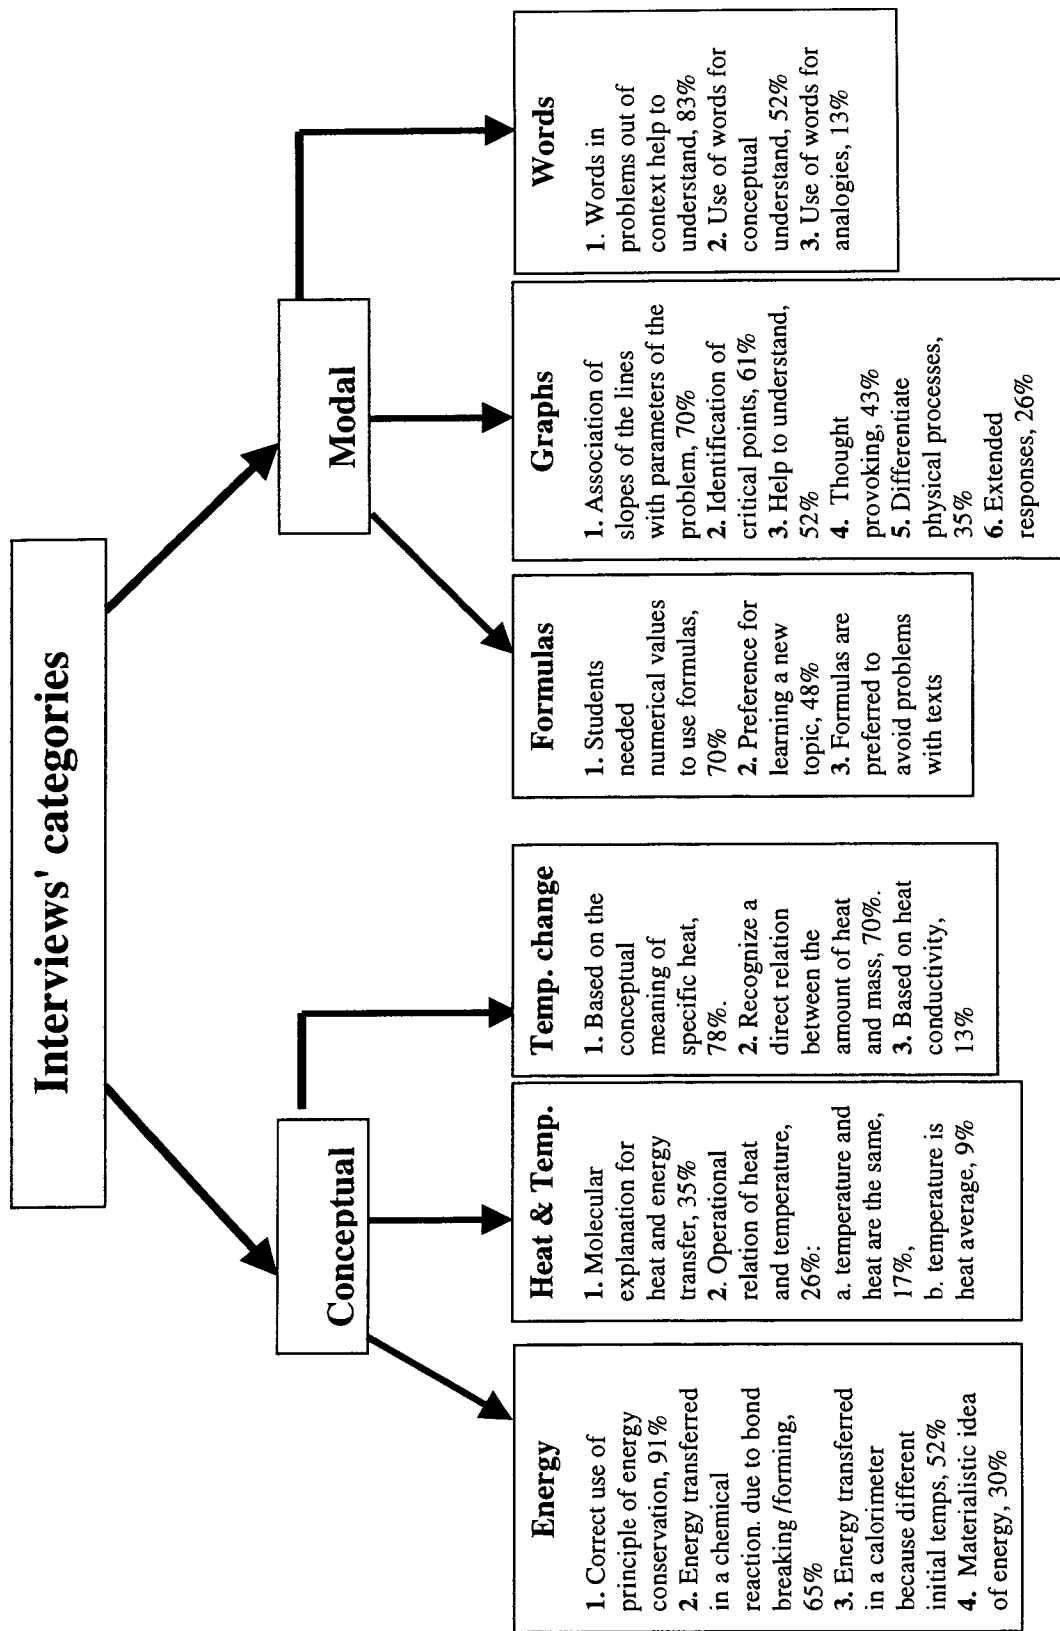 Interviews' categories
Conceptual
Modal
Energy
1. Correct use of
principle of energy
conservation, 91%
2. Energy transferred
in a chemical
reaction. due to bond
breaking /forming,
65%
3. Energy transferred
in a calorimeter
because different
initial temps, 52%
4. Materialistic idea
of energy, 30%
Heat & Temp.
1. Molecular
explanation for
heat and energy
transfer, 35%
2. Operational
relation of heat
and temperature,
26%:
a. temperature and
heat are the same,
17%,
b. temperature is
heat average, 9%
Temp. change
1. Based on the
conceptual
meaning of
specific heat,
78%.
2. Recognize a
direct relation
between the
amount of heat
and mass, 70%.
3. Based on heat
conductivity,
13%
Formulas
1. Students
needed
numerical values
to use formulas,
70%
2. Preference for
learning a new
topic, 48%
3. Formulas are
preferred to
avoid problems
with texts
Graphs
1. Association of
slopes of the lines
with parameters of the
problem, 70%
2. Identification of
critical points, 61%
3. Help to understand,
52%
4. Thought
provoking, 43%
5. Differentiate
physical processes,
35%
6. Extended
responses, 26%
Words
1. Words in
problems out of
context help to
understand, 83%
2. Use of words for
conceptual
understand, 52%
3. Use of words for
analogies, 13%